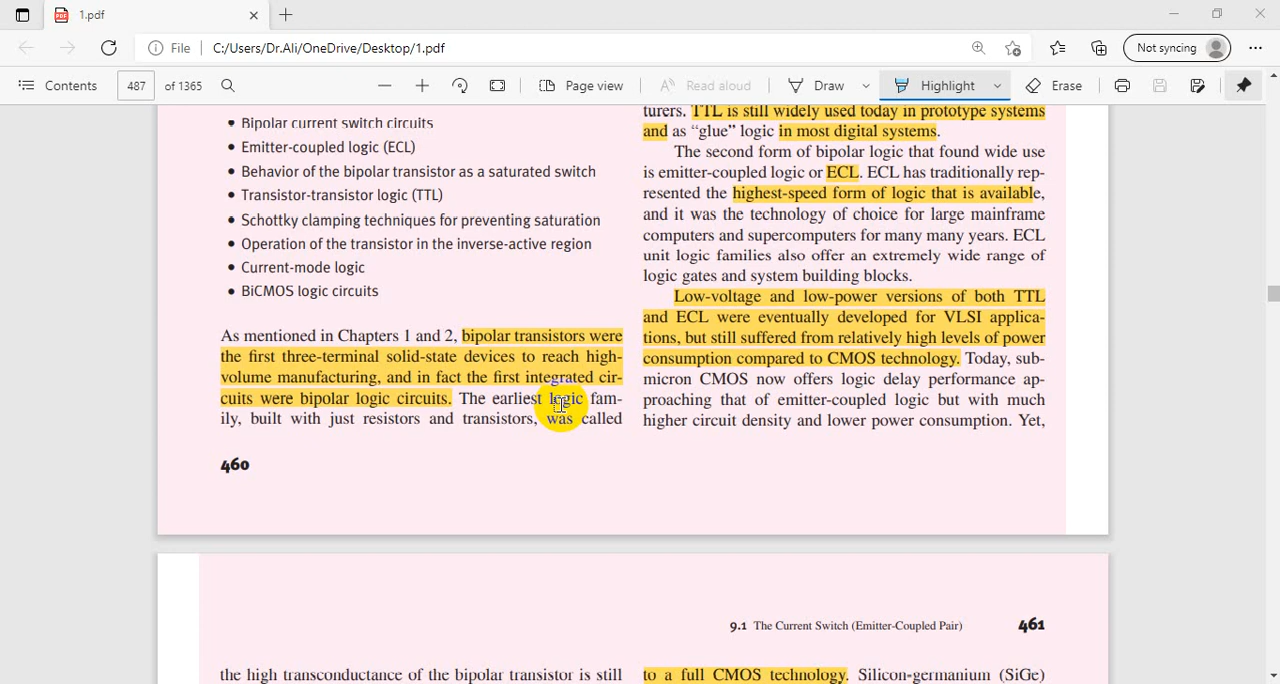 1.pdf
File
C:/Users/Dr.Ali/OneDrive/Desktop/1.pdf
Not syncing
Contents
487
of 1365
Page view
Read aloud
Draw
Highlight
Erase
• Bipolar current switch circuits
• Emitter-coupled logic (ECL)
• Behavior of the bipolar transistor as a saturated switch
• Transistor-transistor logic (TTL)
• Schottky clamping techniques for preventing saturation
• Operation of the transistor in the inverse-active region
• Current-mode logic
• BiCMOS logic circuits
As mentioned in Chapters 1 and 2, bipolar transistors were
the first three-terminal solid-state devices to reach high-
volume manufacturing, and in fact the first integrated cir-
cuits were bipolar logic circuits. The earliest logic fam-
ily, built with just resistors and transistors, was called
460
turers. TTL is still widely used today in prototype systems
and as “glue” logic in most digital systems.
The second form of bipolar logic that found wide use
is emitter-coupled logic or ECL. ECL has traditionally rep-
resented the highest-speed form of logic that is available,
and it was the technology of choice for large mainframe
computers and supercomputers for many many years. ECL
unit logic families also offer an extremely wide range of
logic gates and system building blocks.
Low-voltage and low-power versions of both TTL
and ECL were eventually developed for VLSI applica-
tions, but still suffered from relatively high levels of power
consumption compared to CMOS technology. Today, sub-
micron CMOS now offers logic delay performance ap-
proaching that of emitter-coupled logic but with much
higher circuit density and lower power consumption. Yet,
9.1 The Current Switch (Emitter-Coupled Pair)
461
the high transconductance of the bipolar transistor is still
to a full CMOS technology. Silicon-germanium (SiGe)